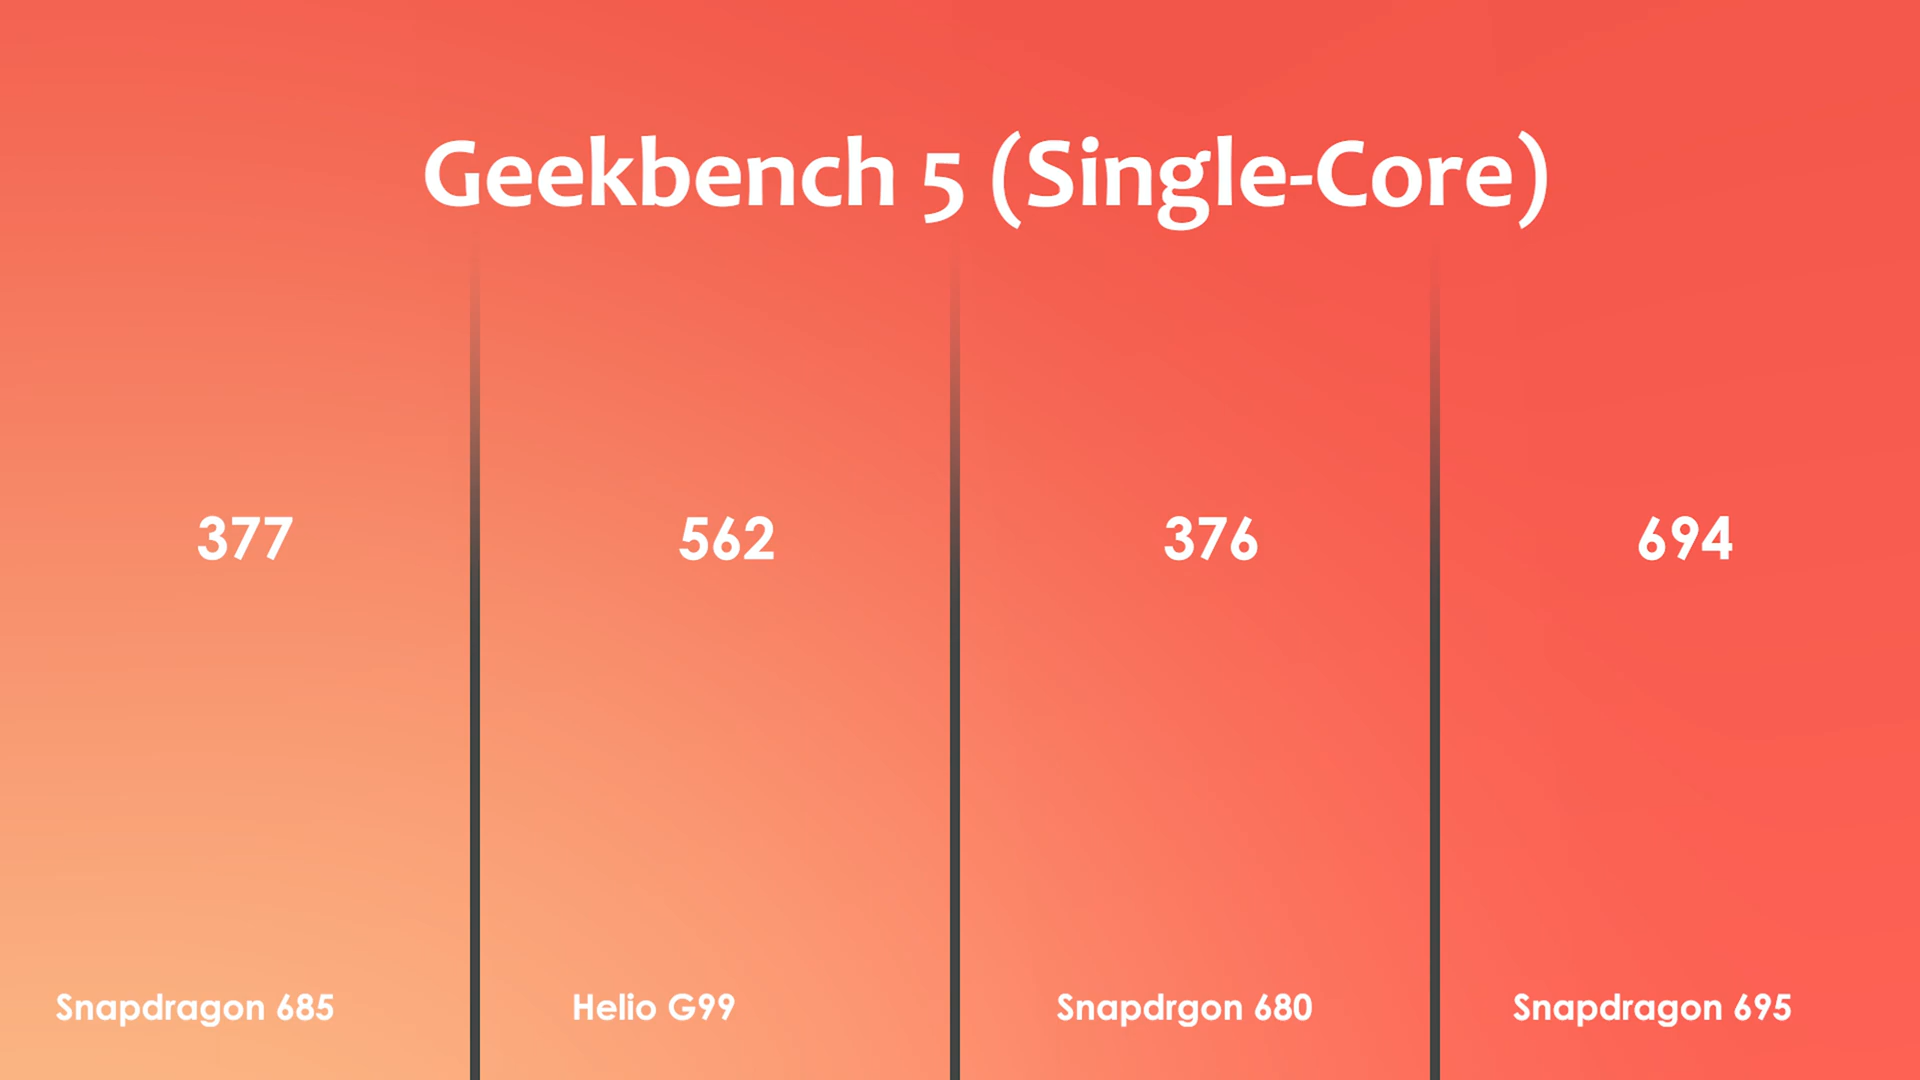 Geekbench 5 (Single-Core)
377
562
376
694
Snapdragon 685
Helio G99
Snapdrgon 680
Snapdragon 695